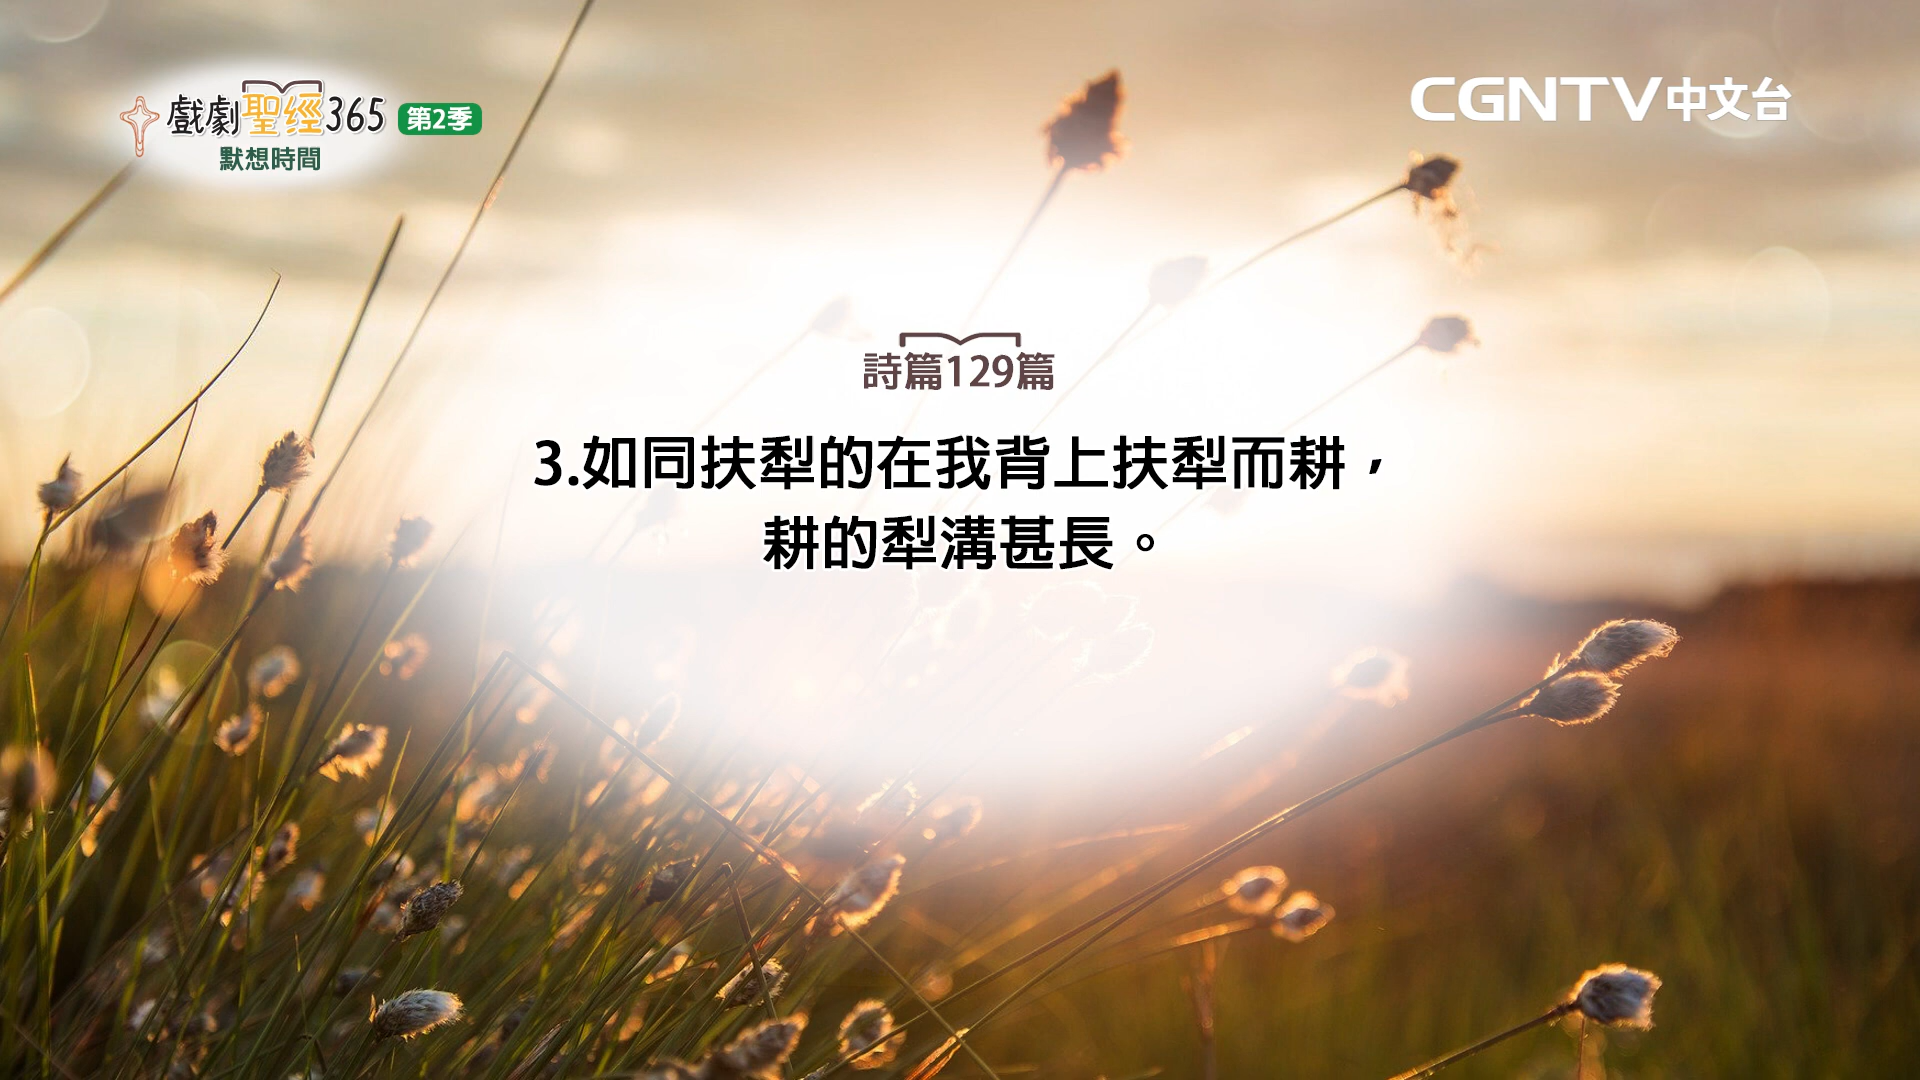 戲劇聖經365 第2季
默想時間
CGNTV中文台
詩篇129篇
3.如同扶犁的在我背上扶犁而耕，
耕的犁溝甚長。